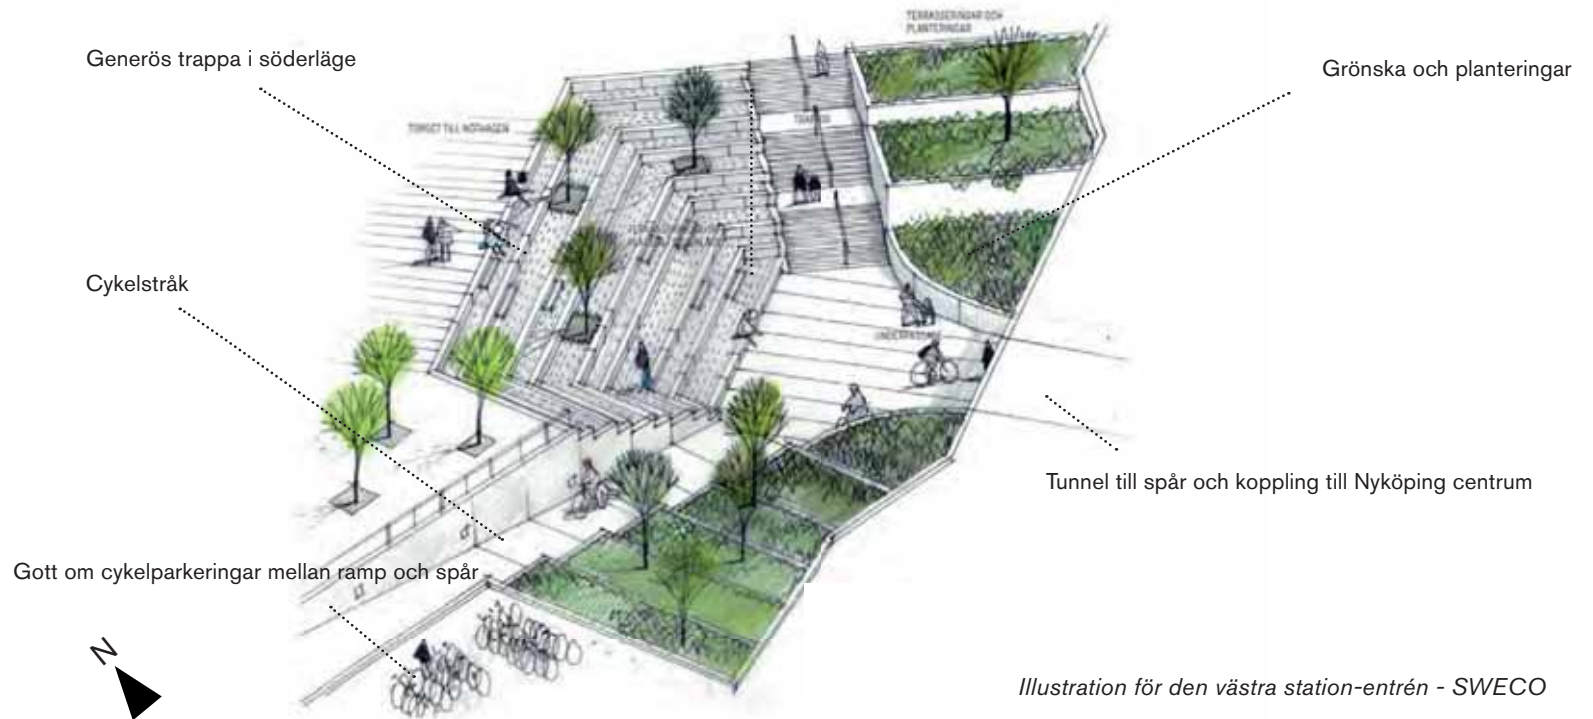 TERRASSERINGAR OCH
PLANTERINGAR
Generös trappa i söderläge
Grönska och planteringar
TORGET TILL NÖTHAGEN
Cykelstråk
Tunnel till spår och koppling till Nyköping centrum
Gott om cykelparkeringar mellan ramp och spår
N
Illustration för den västra station-entrén - SWECO